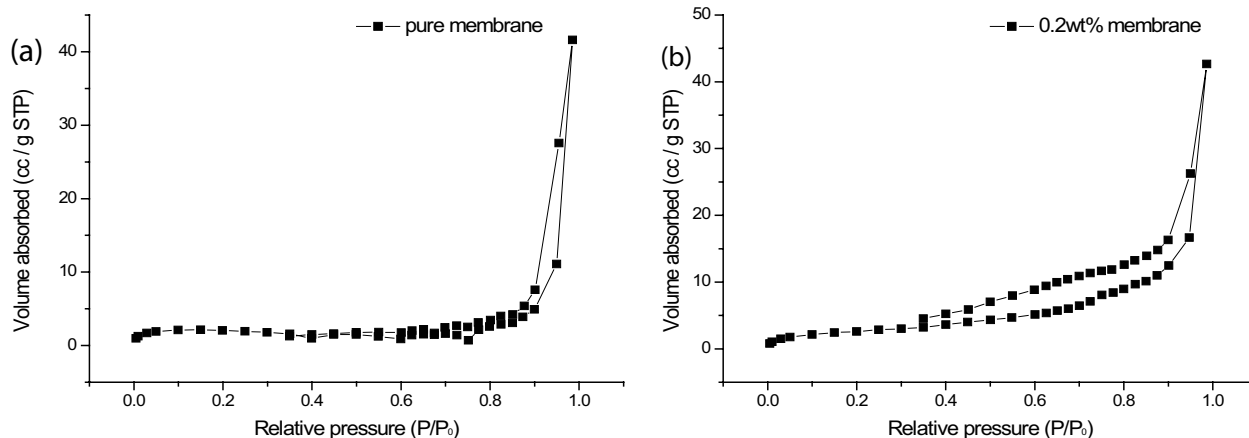 (a)
pure membrane
Volume absorbed (cc / g STP)
40
30
20
10
0
0.0 0.2 0.4 0.6 0.8 1.0
Relative pressure (P/P₀)
(b)
0.2wt% membrane
Volume absorbed (cc / g STP)
50
40
30
20
10
0
0.0 0.2 0.4 0.6 0.8 1.0
Relative pressure (P/P₀)